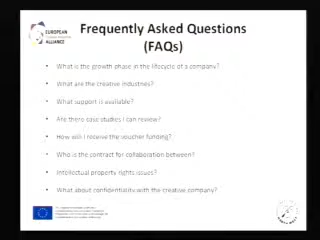 EUROPEAN
ALLIANCE
Frequently Asked Questions
(FAQs)
• What is the growth phase in the lifecycle of a company?
• What are the creative industries?
• What support is available?
• Are there case studies I can review?
• How will I receive the voucher funding?
• Who is the contract for collaboration between?
• Intellectual property rights issues?
• What about confidentiality with the creative company?